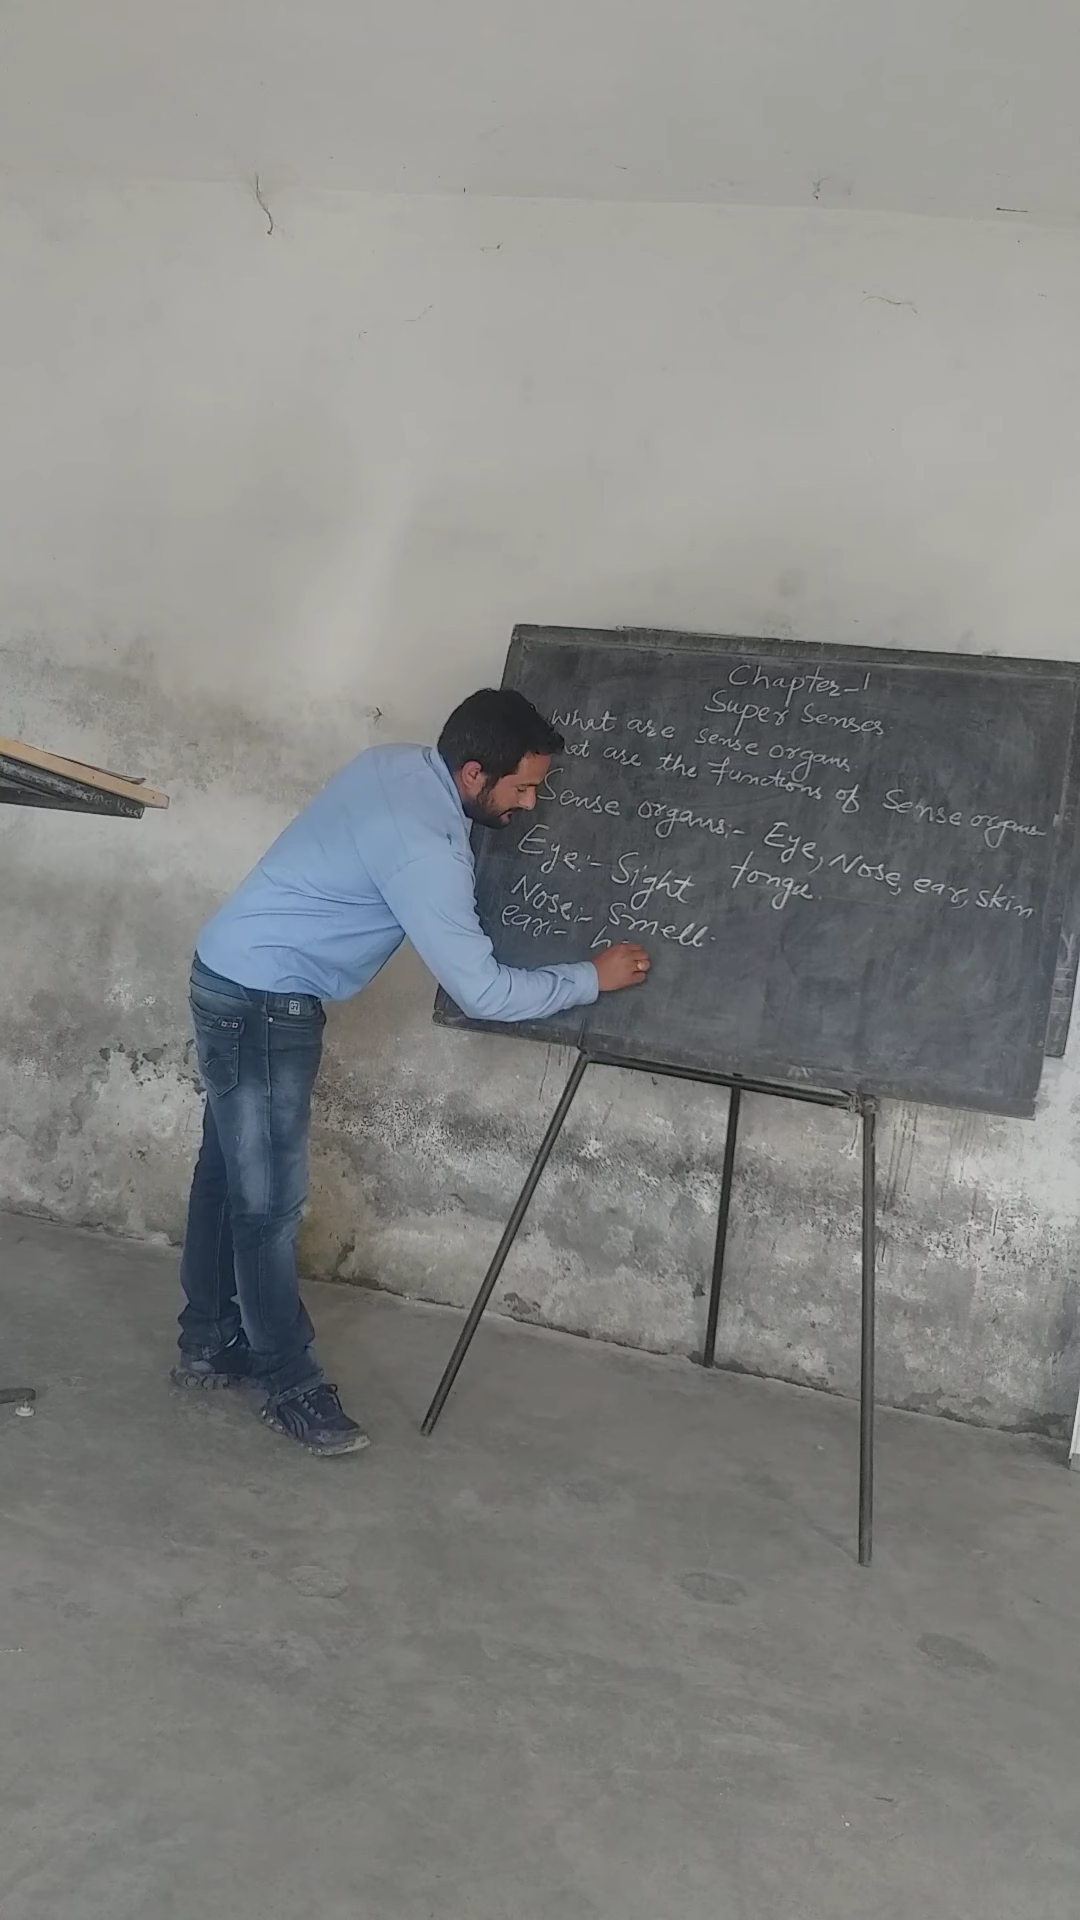 Chapter-1
Super Senses.
What are sense organs.
at are the functions of Sense organs
Sense organs:- Eye, Nose, ear, skin
tongue.
Eye:- Sight
Nose:- Smell.
ear:- h